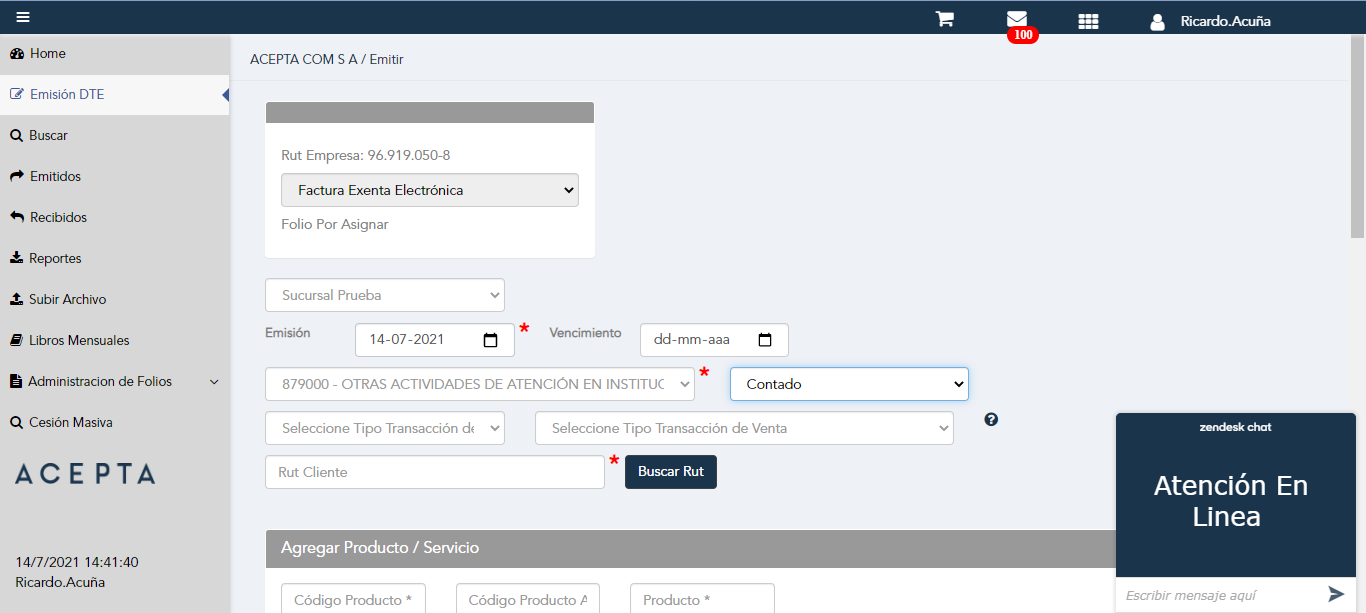 Ricardo.Acuña
100
Home
Emisión DTE
Buscar
Emitidos
Recibidos
Reportes
Subir Archivo
Libros Mensuales
Administracion de Folios
Cesión Masiva
ACEPTA
14/7/2021 14:41:40
Ricardo.Acuña
ACEPTA COM S A / Emitir
Rut Empresa: 96.919.050-8
Factura Exenta Electrónica
Folio Por Asignar
Sucursal Prueba
Emisión 14-07-2021 * Vencimiento dd-mm-aaa
879000 - OTRAS ACTIVIDADES DE ATENCIÓN EN INSTITUC * Contado
Seleccione Tipo Transacción de Seleccione Tipo Transacción de Venta ?
Rut Cliente * Buscar Rut
Agregar Producto / Servicio
Código Producto * Código Producto A Producto *
zendesk chat
Atención En
Linea
Escribir mensaje aquí